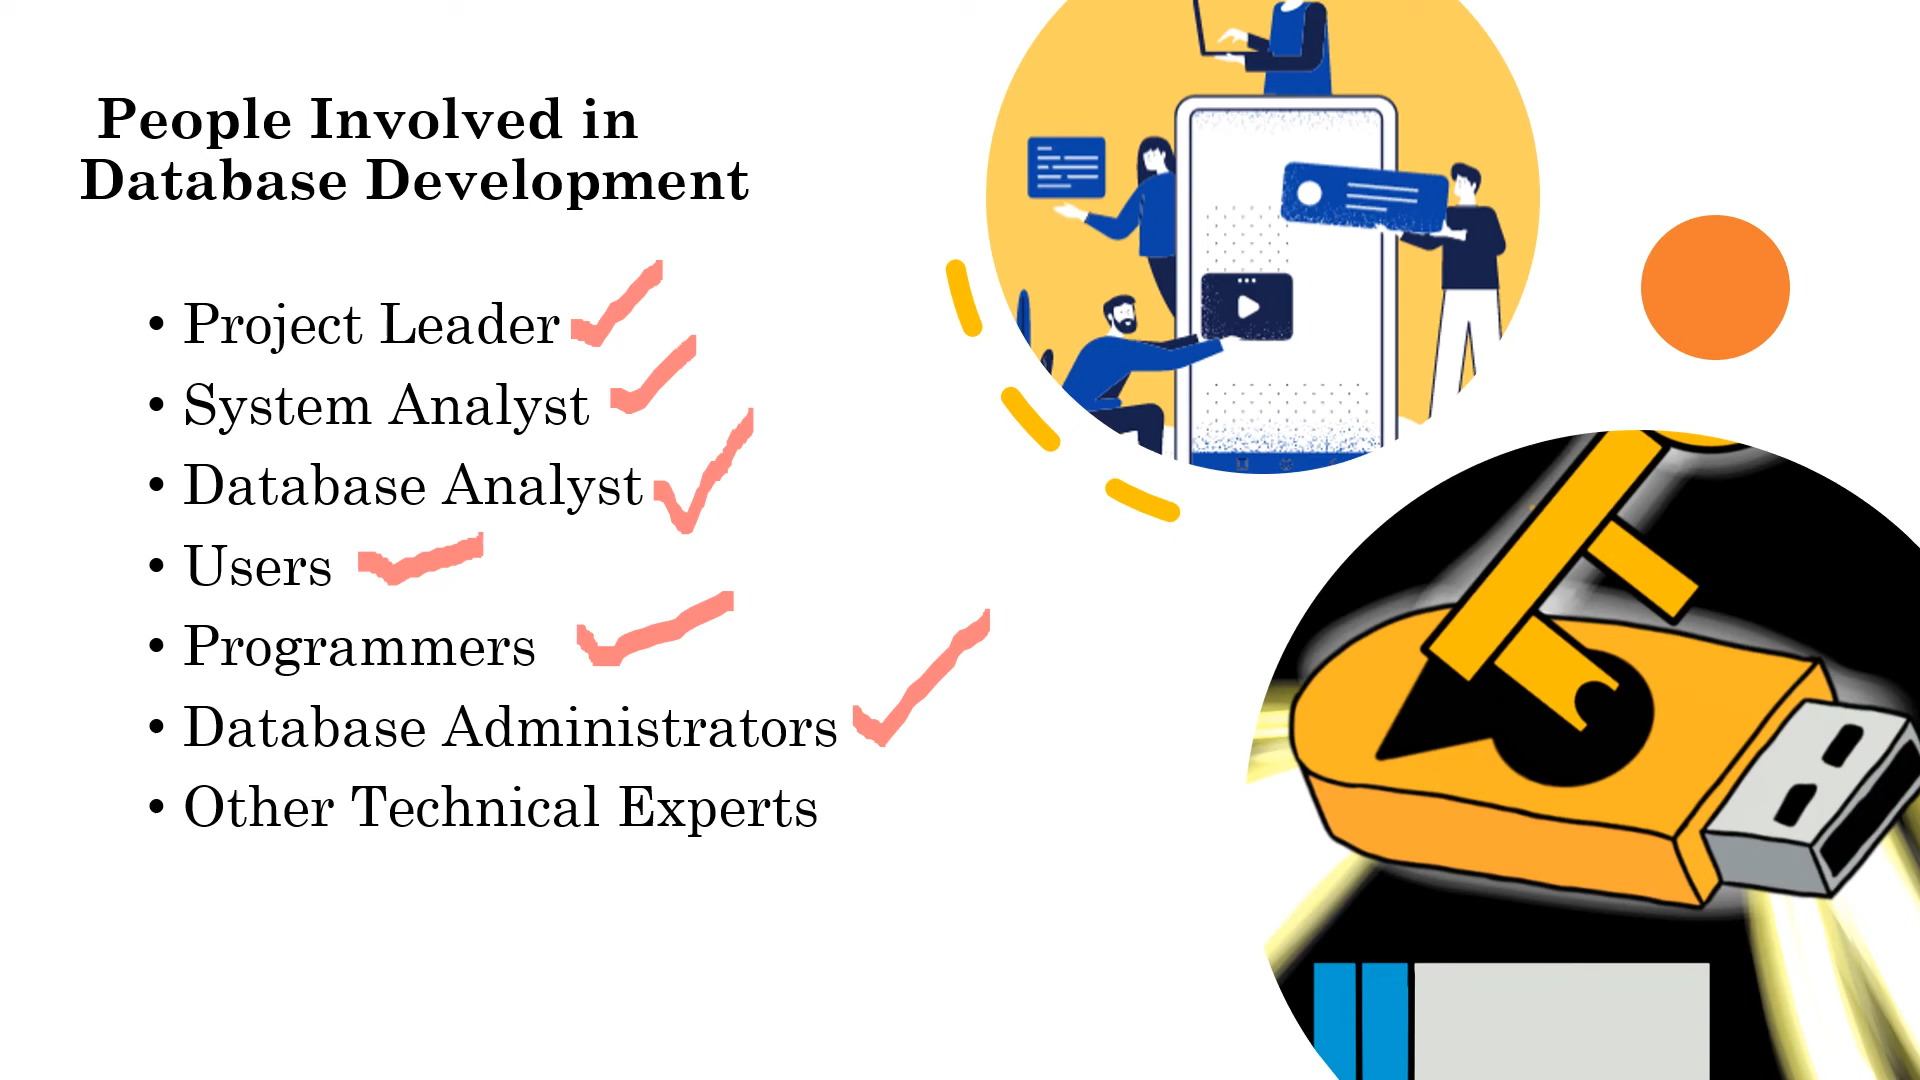 People Involved in
Database Development
• Project Leader
• System Analyst
• Database Analyst
• Users
• Programmers
• Database Administrators
• Other Technical Experts